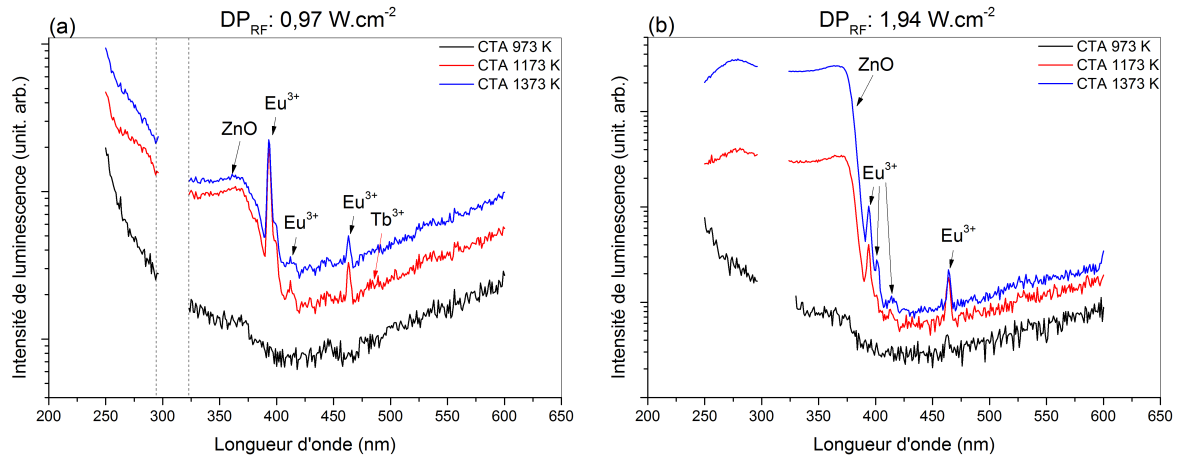 (a)
DP_RF: 0,97 W.cm⁻²
CTA 973 K
CTA 1173 K
CTA 1373 K
Eu³⁺
ZnO
Eu³⁺
Eu³⁺
Tb³⁺
Intensité de luminescence (unit. arb.)
200 250 300 350 400 450 500 550 600 650
Longueur d'onde (nm)
(b)
DP_RF: 1,94 W.cm⁻²
CTA 973 K
CTA 1173 K
CTA 1373 K
ZnO
Eu³⁺
Eu³⁺
Intensité de luminescence (unit. arb.)
200 250 300 350 400 450 500 550 600 650
Longueur d'onde (nm)